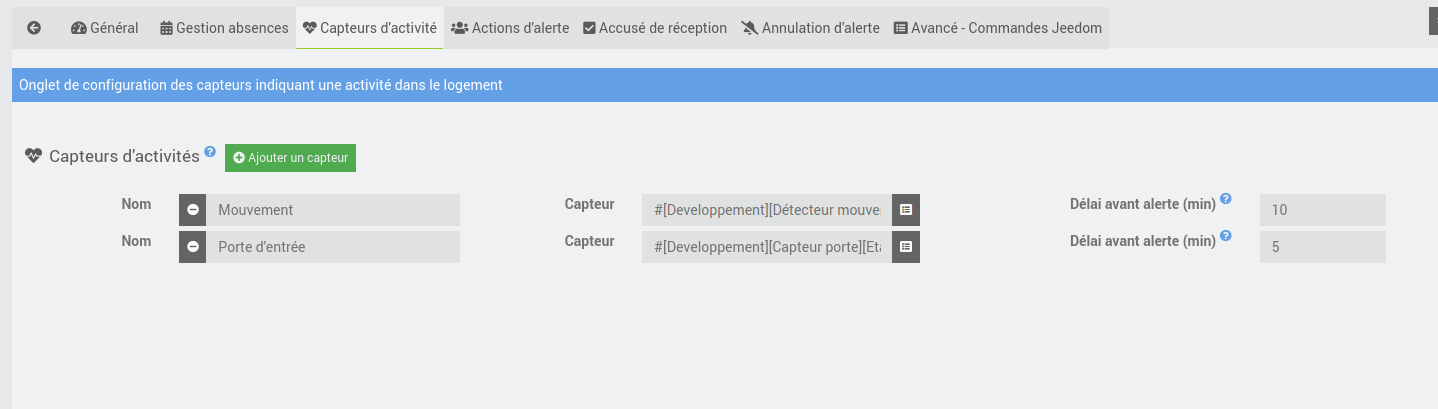 Général Gestion absences Capteurs d'activité Actions d'alerte Accusé de réception Annulation d'alerte Avancé - Commandes Jeedom
Onglet de configuration des capteurs indiquant une activité dans le logement
Capteurs d'activités ? Ajouter un capteur
Nom Mouvement Capteur #[Developpement][Détecteur mouve Délai avant alerte (min) ? 10
Nom Porte d'entrée Capteur #[Developpement][Capteur porte][Eta Délai avant alerte (min) ? 5